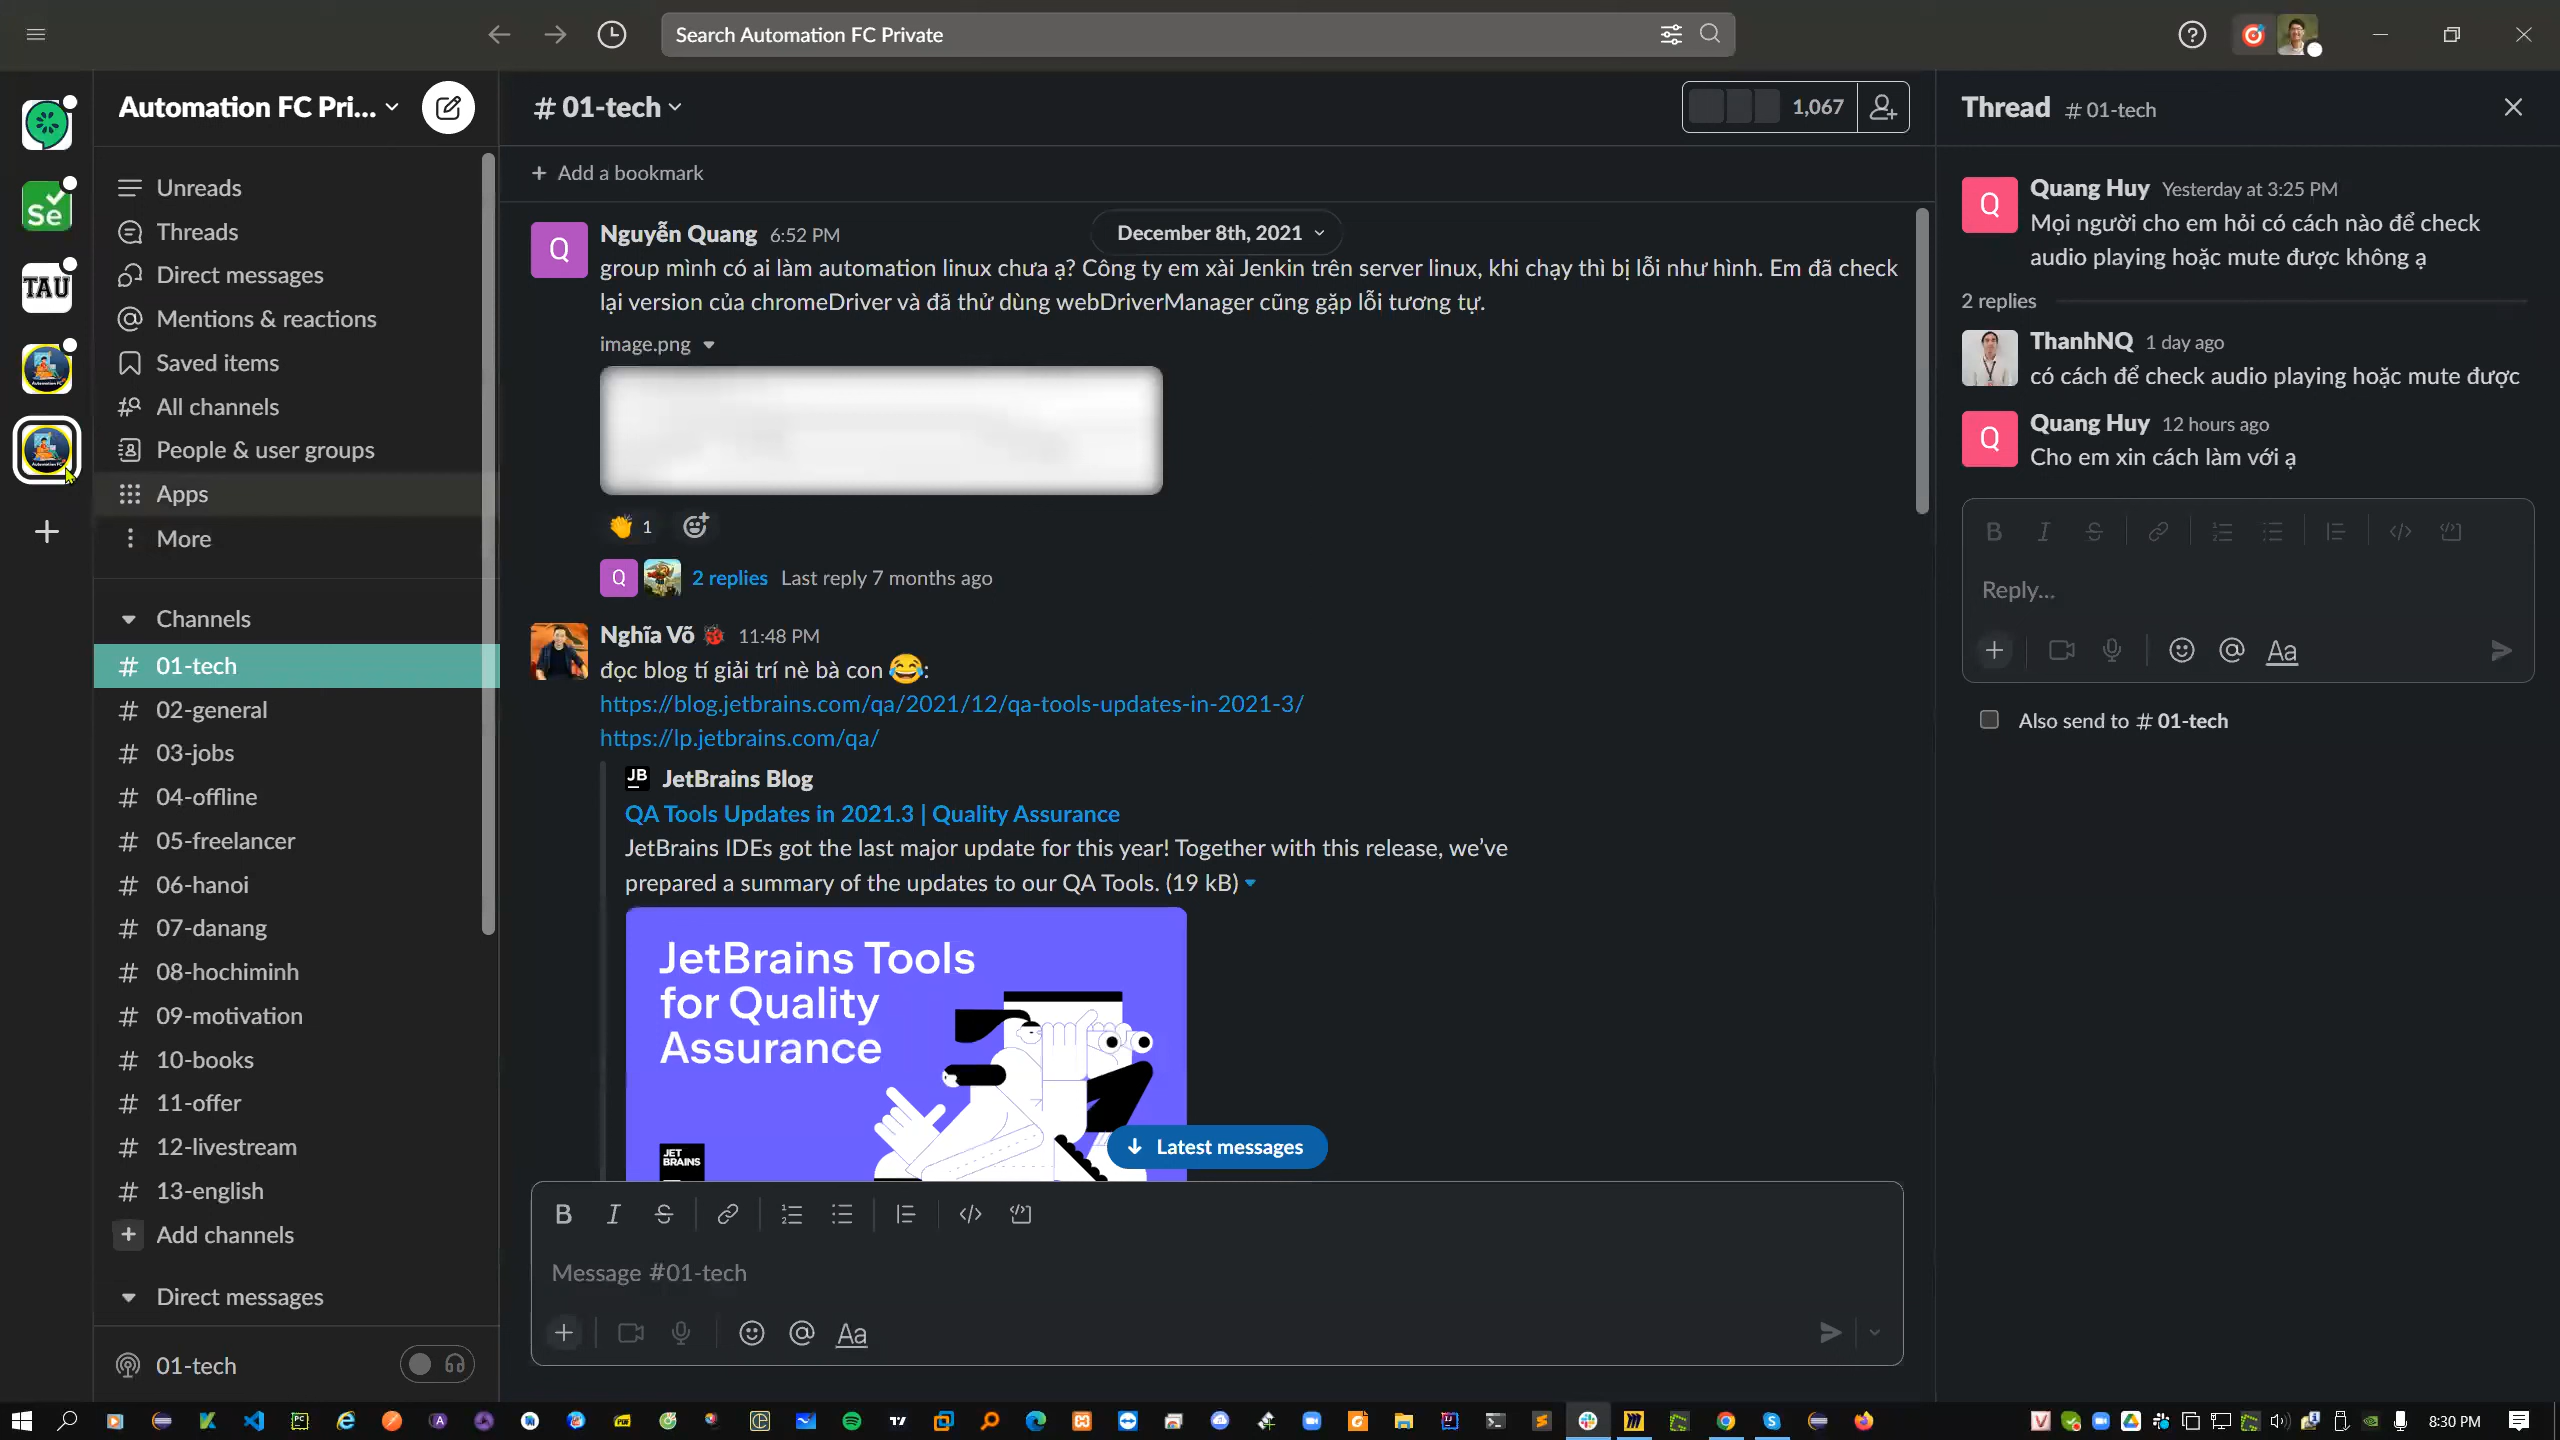 Search Automation FC Private
Se
TAU
Automation FC Pri...
Unreads
Threads
Direct messages
Mentions & reactions
Saved items
All channels
People & user groups
Apps
More
Channels
# 01-tech
# 02-general
# 03-jobs
# 04-offline
# 05-freelancer
# 06-hanoi
# 07-danang
# 08-hochiminh
# 09-motivation
# 10-books
# 11-offer
# 12-livestream
# 13-english
+ Add channels
Direct messages
01-tech
# 01-tech
1,067
+ Add a bookmark
December 8th, 2021
Q
Nguyễn Quang 6:52 PM
group mình có ai làm automation linux chưa ạ? Công ty em xài Jenkin trên server linux, khi chạy thì bị lỗi như hình. Em đã check
lại version của chromeDriver và đã thử dùng webDriverManager cũng gặp lỗi tương tự.
image.png
👏 1
Q 2 replies Last reply 7 months ago
Nghĩa Võ 🐞 11:48 PM
đọc blog tí giải trí nè bà con 😂:
https://blog.jetbrains.com/qa/2021/12/qa-tools-updates-in-2021-3/
https://lp.jetbrains.com/qa/
JB JetBrains Blog
QA Tools Updates in 2021.3 | Quality Assurance
JetBrains IDEs got the last major update for this year! Together with this release, we’ve
prepared a summary of the updates to our QA Tools. (19 kB)
JetBrains Tools
for Quality
Assurance
JET
BRAINS
Latest messages
Message #01-tech
Aa
Thread # 01-tech
Q
Quang Huy Yesterday at 3:25 PM
Mọi người cho em hỏi có cách nào để check
audio playing hoặc mute được không ạ
2 replies
ThanhNQ 1 day ago
có cách để check audio playing hoặc mute được
Q
Quang Huy 12 hours ago
Cho em xin cách làm với ạ
Reply...
Aa
Also send to # 01-tech
8:30 PM